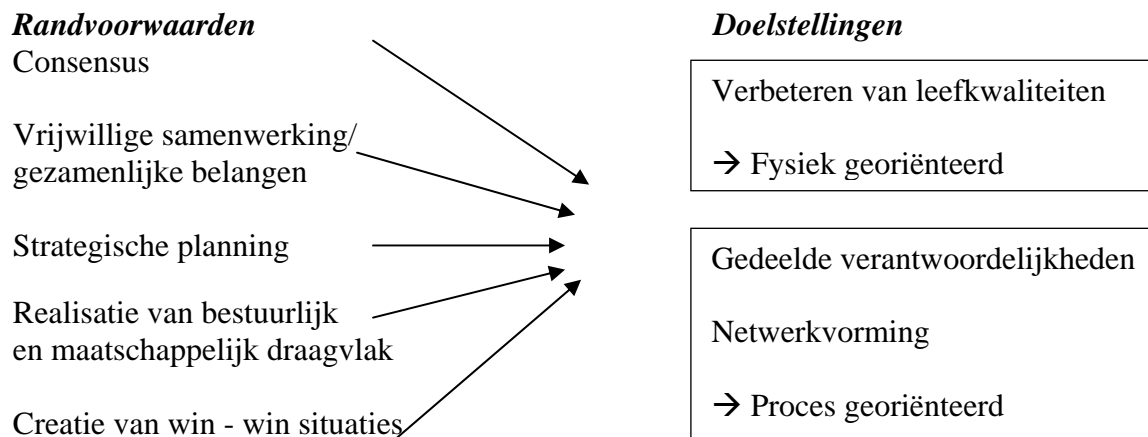 Randvoorwaarden
Consensus
Vrijwillige samenwerking/
gezamenlijke belangen
Strategische planning
Realisatie van bestuurlijk
en maatschappelijk draagvlak
Creatie van win - win situaties
Doelstellingen
Verbeteren van leefkwaliteiten
→ Fysiek georiënteerd
Gedeelde verantwoordelijkheden
Netwerkvorming
→ Proces georiënteerd